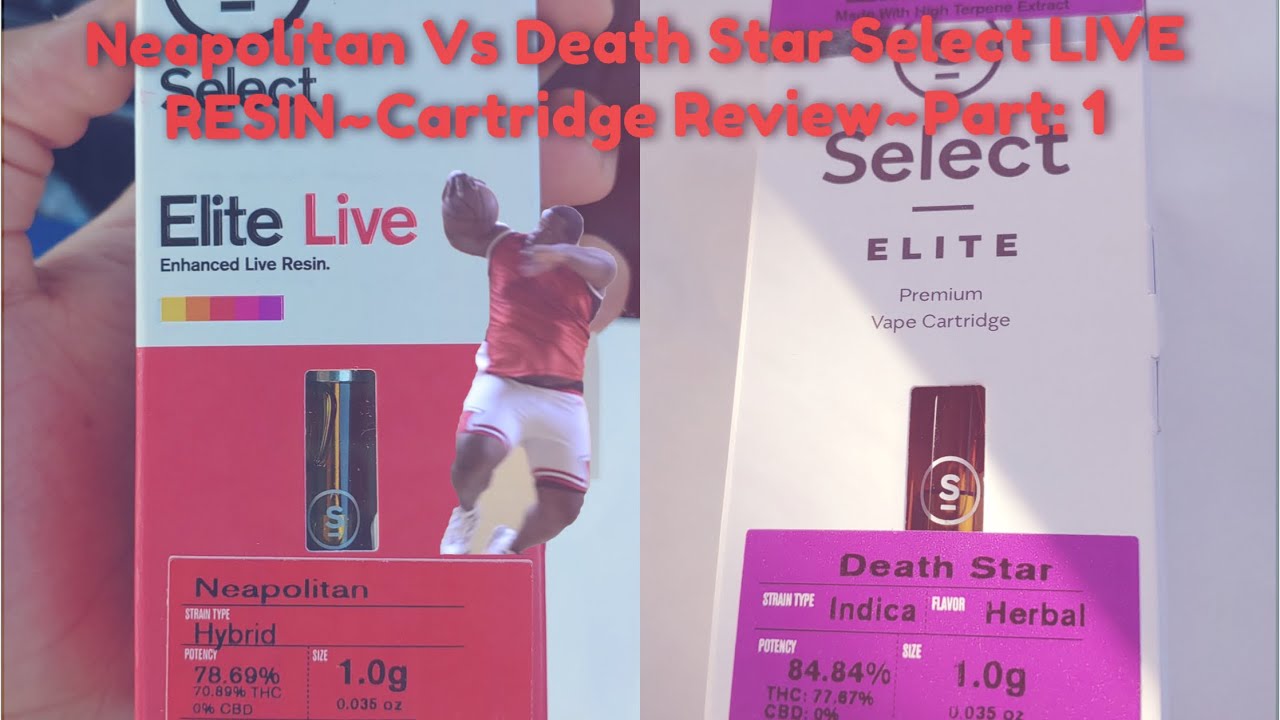 Neapolitan Vs Death Star Select LIVE
RESIN~Cartridge Review~Part: 1
Select
Elite Live
Enhanced Live Resin.
S
Neapolitan
STRAIN TYPE
Hybrid
POTENCY
78.69%
70.89% THC
0% CBD
SIZE
1.0g
0.035 oz
Made With High Terpene Extract
S
Select
ELITE
Premium
Vape Cartridge
S
Death Star
STRAIN TYPE Indica FLAVOR Herbal
POTENCY
84.84%
THC: 77.67%
CBD: 0%
SIZE
1.0g
0.035 oz